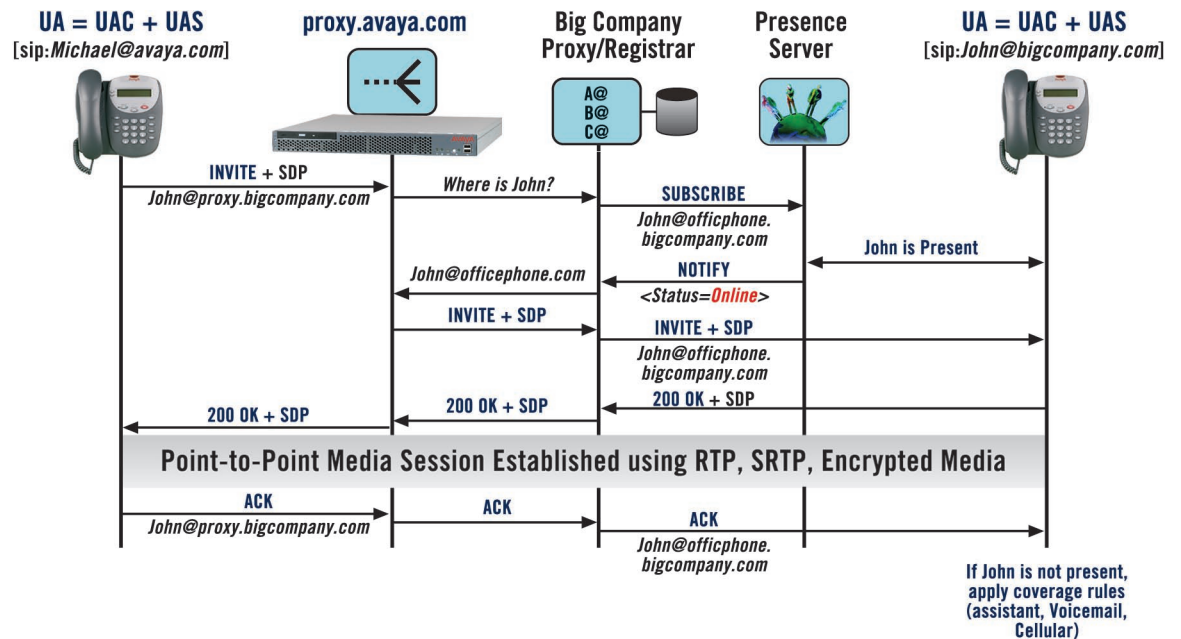 UA = UAC + UAS
[sip:Michael@avaya.com]
proxy.avaya.com
Big Company
Proxy/Registrar
Presence
Server
UA = UAC + UAS
[sip:John@bigcompany.com]
A@
B@
C@
INVITE + SDP
John@proxy.bigcompany.com
Where is John?
SUBSCRIBE
John@officphone.
bigcompany.com
John is Present
NOTIFY
<Status=Online>
John@officephone.com
INVITE + SDP
INVITE + SDP
John@officphone.
bigcompany.com
200 OK + SDP
200 OK + SDP
200 OK + SDP
Point-to-Point Media Session Established using RTP, SRTP, Encrypted Media
ACK
John@proxy.bigcompany.com
ACK
ACK
John@officphone.
bigcompany.com
If John is not present,
apply coverage rules
(assistant, Voicemail,
Cellular)